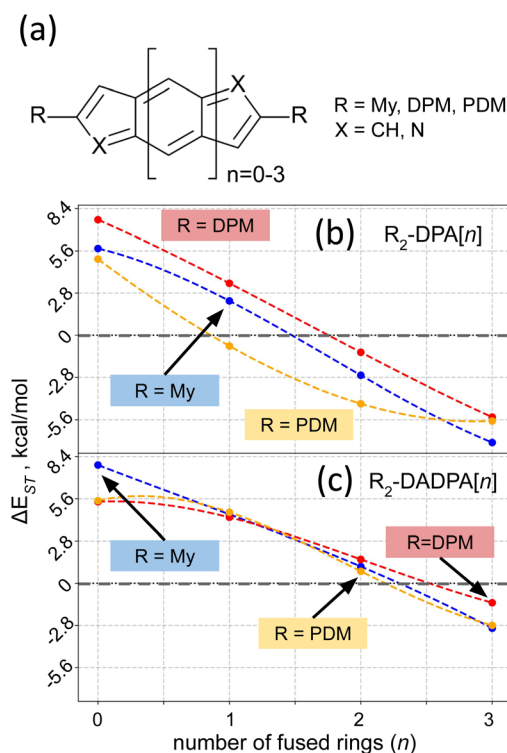 (a)
X
R
R
X
n=0-3
R = My, DPM, PDM
X = CH, N
8.4
5.6
2.8
0
-2.8
-5.6
R = DPM
(b)
R₂-DPA[n]
R = My
R = PDM
ΔE_ST , kcal/mol
8.4
5.6
2.8
0
-2.8
-5.6
(c)
R₂-DADPA[n]
R = My
R=DPM
R = PDM
0
1
2
3
number of fused rings (n)